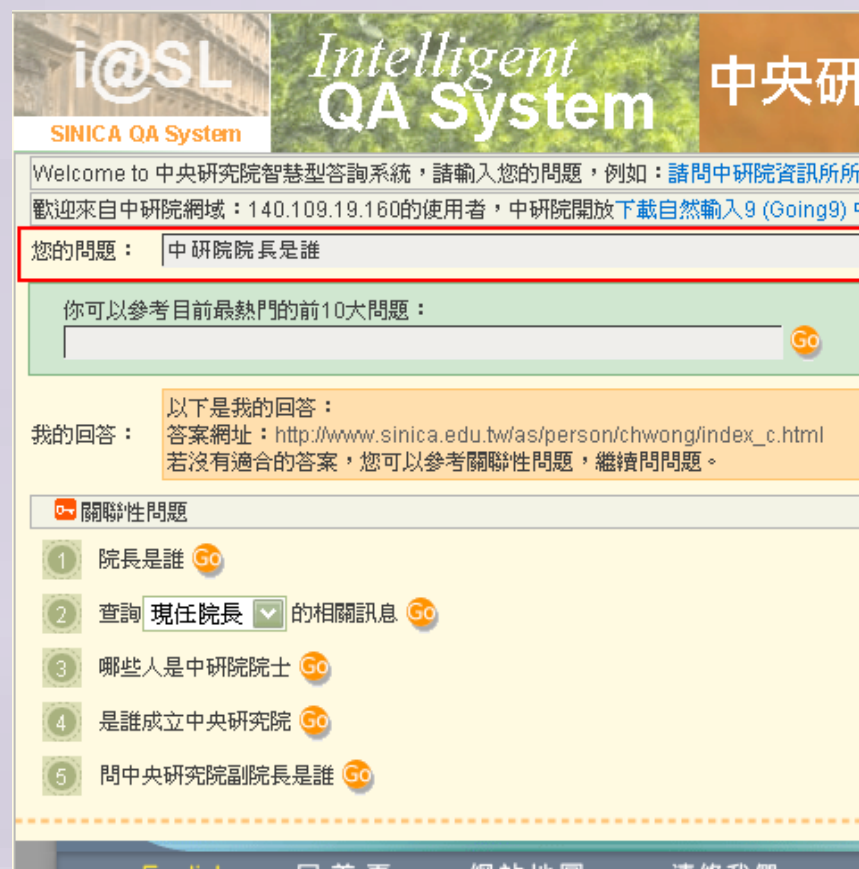 i@SL
SINICA QA System
Intelligent
QA System
中央研
Welcome to 中央研究院智慧型答詢系統，請輸入您的問題，例如：請問中研院資訊所所
歡迎來自中研院網域：140.109.19.160的使用者，中研院開放下載自然輸入9 (Going9)
您的問題： 中研院院長是誰
你可以參考目前最熱門的前10大問題：
Go
以下是我的回答：
我的回答： 答案網址：http://www.sinica.edu.tw/as/person/chwong/index_c.html
若沒有適合的答案，您可以參考關聯性問題，繼續問問題。
關聯性問題
1 院長是誰 Go
2 查詢 現任院長 的相關訊息 Go
3 哪些人是中研院院士 Go
4 是誰成立中央研究院 Go
5 問中央研究院副院長是誰 Go